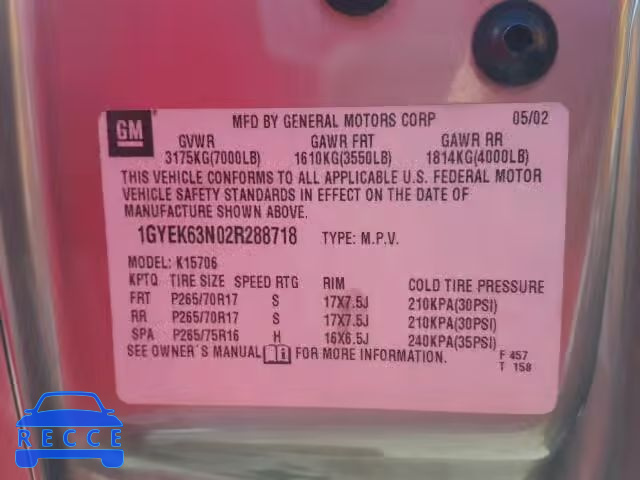 GM
MFD BY GENERAL MOTORS CORP 05/02
GVWR GAWR FRT GAWR RR
3175KG(7000LB) 1610KG(3550LB) 1814KG(4000LB)
THIS VEHICLE CONFORMS TO ALL APPLICABLE U.S. FEDERAL MOTOR
VEHICLE SAFETY STANDARDS IN EFFECT ON THE DATE OF
MANUFACTURE SHOWN ABOVE.
1GYEK63N02R288718 TYPE: M.P.V.
MODEL: K15706
KPTQ TIRE SIZE SPEED RTG RIM COLD TIRE PRESSURE
FRT P265/70R17 S 17X7.5J 210KPA(30PSI)
RR P265/70R17 S 17X7.5J 210KPA(30PSI)
SPA P265/75R16 H 16X6.5J 240KPA(35PSI)
SEE OWNER'S MANUAL FOR MORE INFORMATION.
F 457
T 158
RECCE